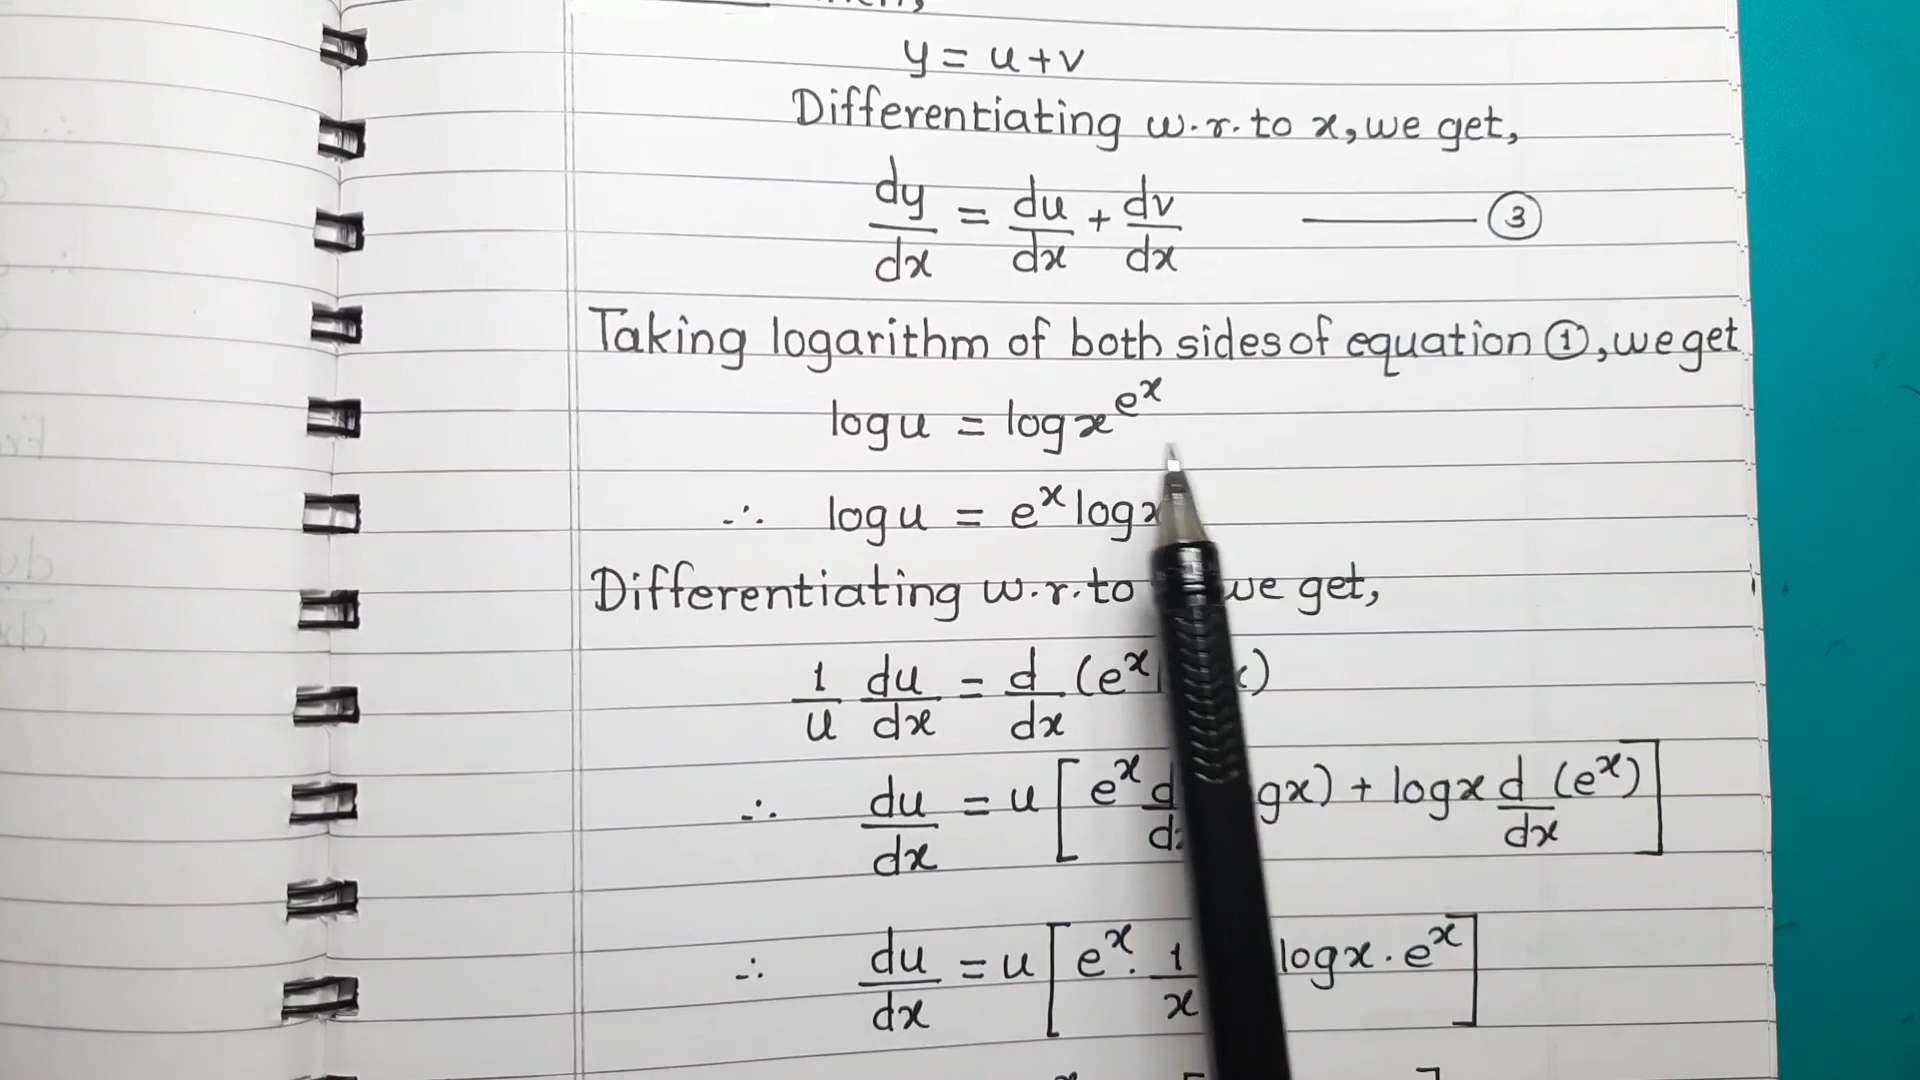 y = u + v
Differentiating w.r.to x, we get,
dy/dx = du/dx + dv/dx ——— ③
Taking logarithm of both sides of equation ①, we get
log u = log x^e^x
∴ log u = e^x log x
Differentiating w.r.to we get,
1/u du/dx = d/dx (e^x )
∴ du/dx = u [ e^x d gx) + logx d/dx (e^x) ]
∴ du/dx = u [ e^x . 1/x logx . e^x ]